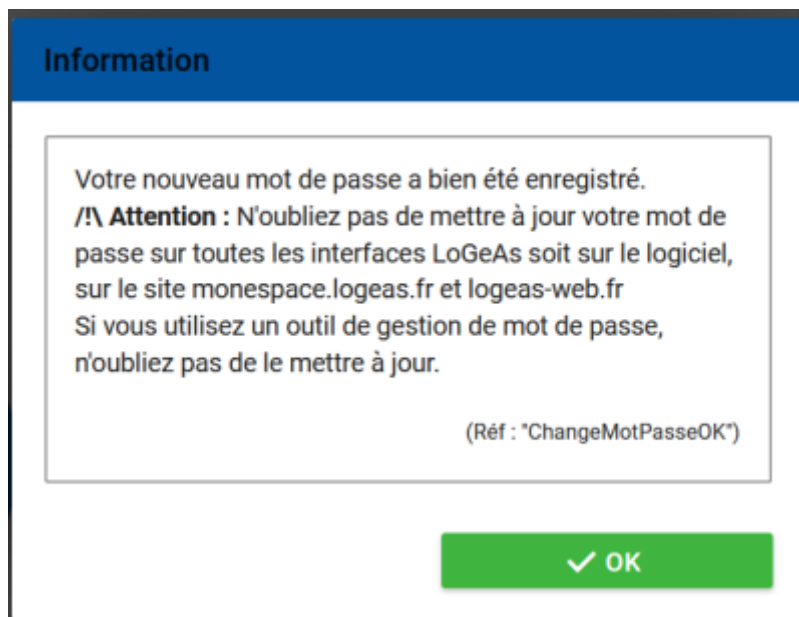 Information
Votre nouveau mot de passe a bien été enregistré.
/!\ Attention : N'oubliez pas de mettre à jour votre mot de
passe sur toutes les interfaces LoGeAs soit sur le logiciel,
sur le site monespace.logeas.fr et logeas-web.fr
Si vous utilisez un outil de gestion de mot de passe,
n'oubliez pas de le mettre à jour.
(Réf : "ChangeMotPasseOK")
OK